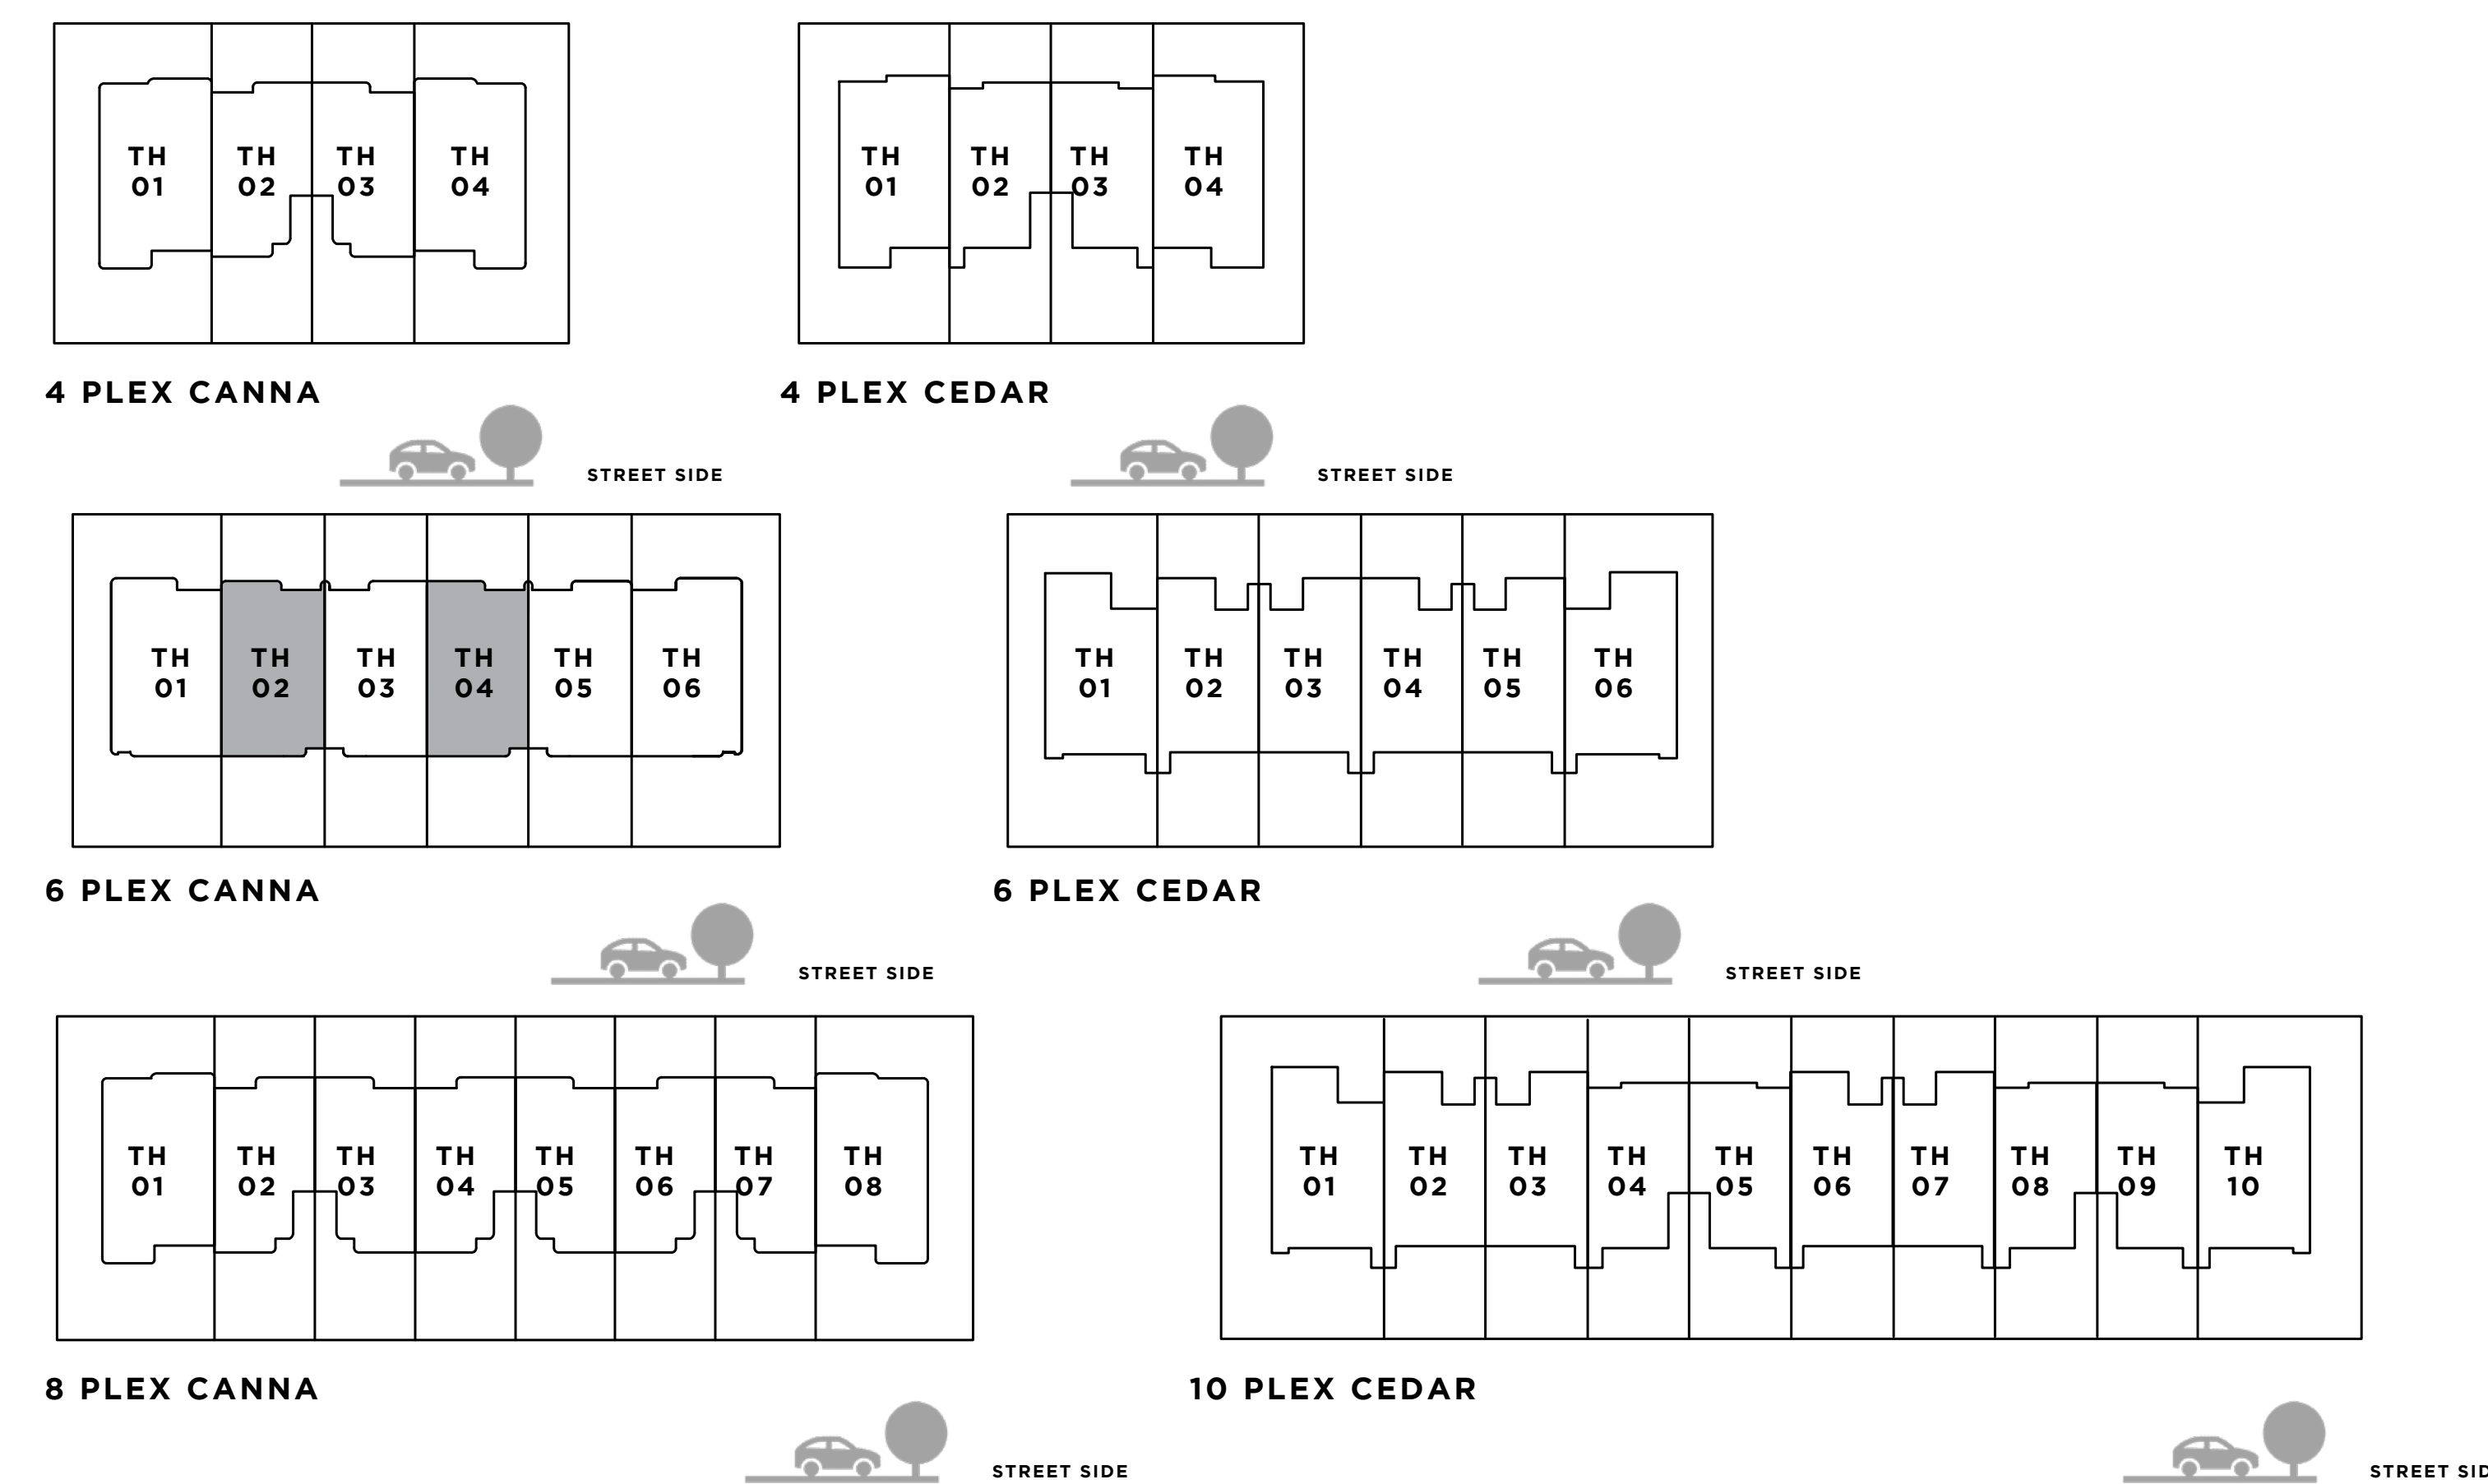 TH TH TH TH
01 02 03 04
4 PLEX CANNA
STREET SIDE
TH TH TH TH
01 02 03 04
4 PLEX CEDAR
STREET SIDE
TH TH TH TH TH TH
01 02 03 04 05 06
6 PLEX CANNA
STREET SIDE
TH TH TH TH TH TH
01 02 03 04 05 06
6 PLEX CEDAR
STREET SIDE
TH TH TH TH TH TH TH TH
01 02 03 04 05 06 07 08
8 PLEX CANNA
STREET SIDE
TH TH TH TH TH TH TH TH TH TH
01 02 03 04 05 06 07 08 09 10
10 PLEX CEDAR
STREET